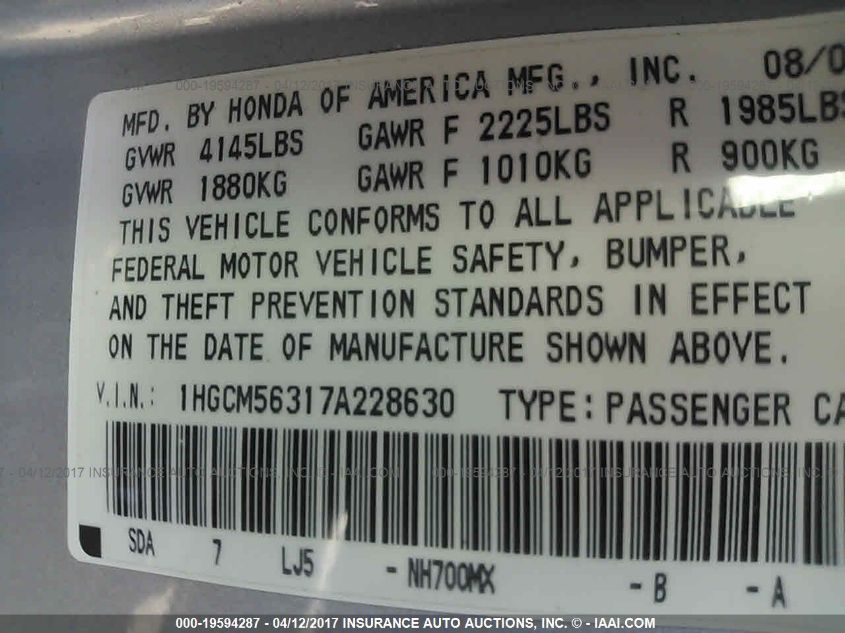 MFD. BY HONDA OF AMERICA MFG., INC. 08/0
GVWR 4145LBS GAWR F 2225LBS R 1985LBS
GVWR 1880KG GAWR F 1010KG R 900KG
THIS VEHICLE CONFORMS TO ALL APPLICABLE
FEDERAL MOTOR VEHICLE SAFETY, BUMPER,
AND THEFT PREVENTION STANDARDS IN EFFECT
ON THE DATE OF MANUFACTURE SHOWN ABOVE.
V.I.N.: 1HGCM56317A228630 TYPE: PASSENGER CA
SDA 7 LJ5 - NH700MX - B - A
000-19594287 - 04/12/2017 INSURANCE AUTO AUCTIONS, INC. - IAAI.COM